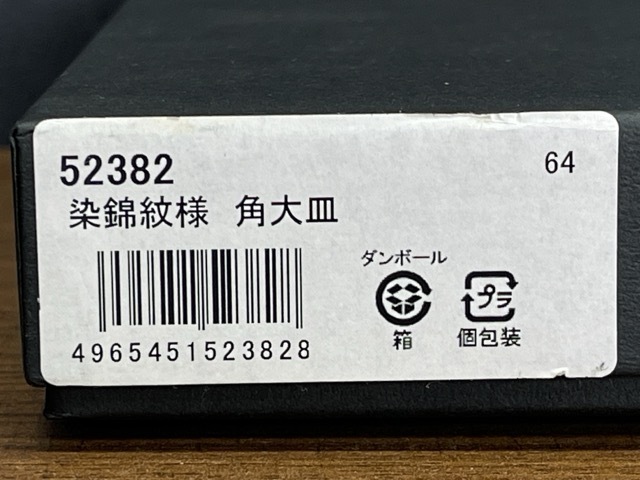 52382
64
染錦紋様 角大皿
ダンボール
プラ
箱
個包装
4965451523828